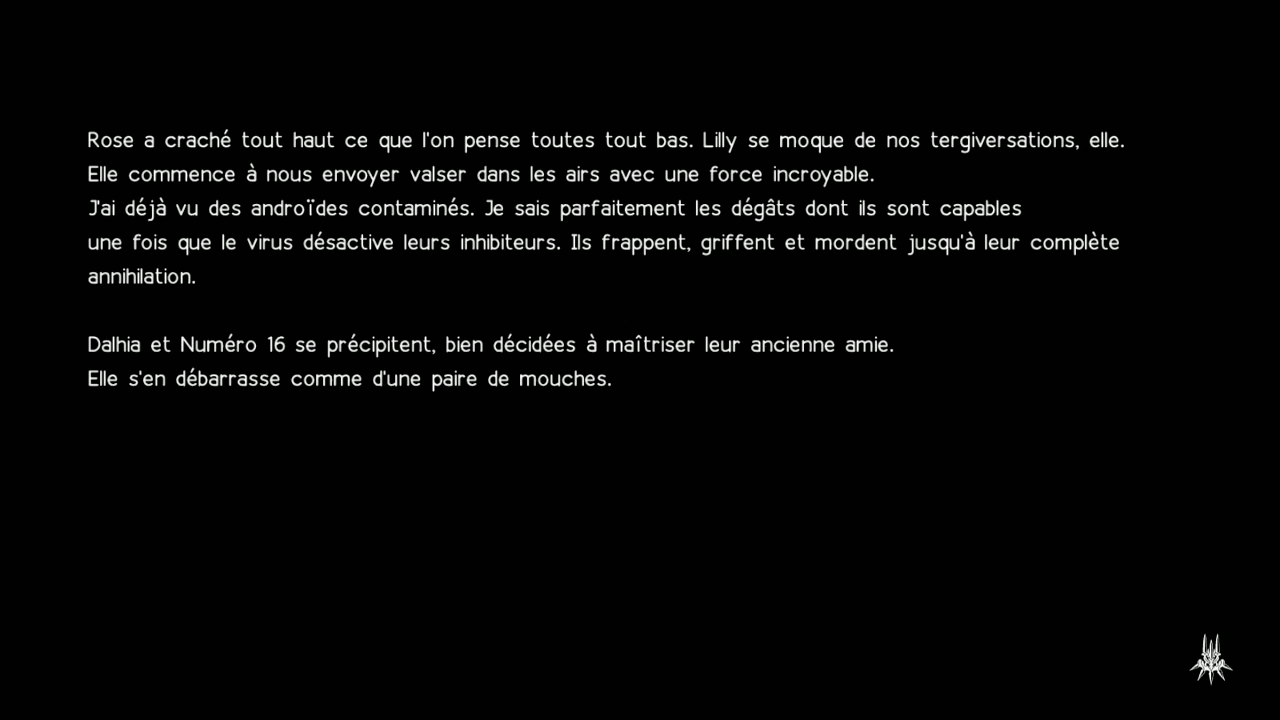 Rose a craché tout haut ce que l'on pense toutes tout bas. Lilly se moque de nos tergiversations, elle.
Elle commence à nous envoyer valser dans les airs avec une force incroyable.
J'ai déjà vu des androïdes contaminés. Je sais parfaitement les dégâts dont ils sont capables
une fois que le virus désactive leurs inhibiteurs. Ils frappent, griffent et mordent jusqu'à leur complète
annihilation.
Dalhia et Numéro 16 se précipitent, bien décidées à maîtriser leur ancienne amie.
Elle s'en débarrasse comme d'une paire de mouches.